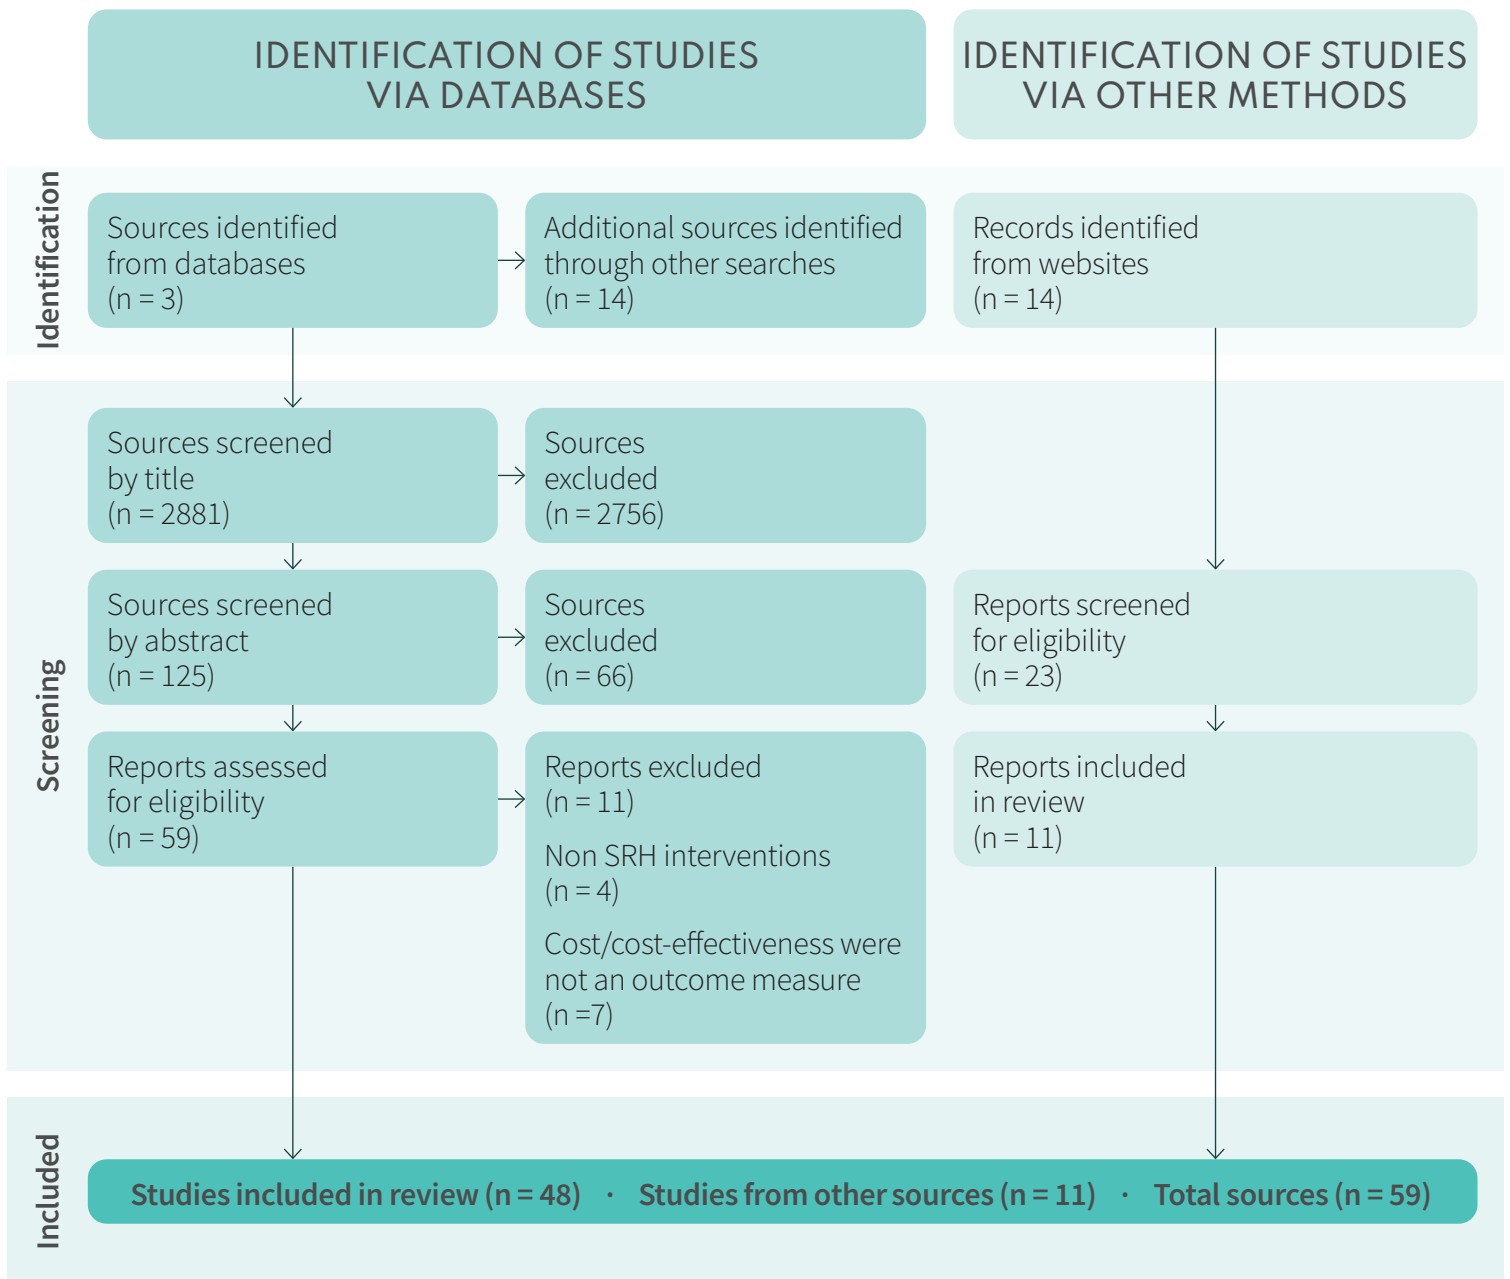 IDENTIFICATION OF STUDIES
VIA DATABASES
IDENTIFICATION OF STUDIES
VIA OTHER METHODS
Identification
Sources identified
from databases
(n = 3)
Additional sources identified
through other searches
(n = 14)
Records identified
from websites
(n = 14)
Screening
Sources screened
by title
(n = 2881)
Sources
excluded
(n = 2756)
Sources screened
by abstract
(n = 125)
Sources
excluded
(n = 66)
Reports screened
for eligibility
(n = 23)
Reports assessed
for eligibility
(n = 59)
Reports excluded
(n = 11)
Non SRH interventions
(n = 4)
Cost/cost-effectiveness were
not an outcome measure
(n =7)
Reports included
in review
(n = 11)
Included
Studies included in review (n = 48) · Studies from other sources (n = 11) · Total sources (n = 59)